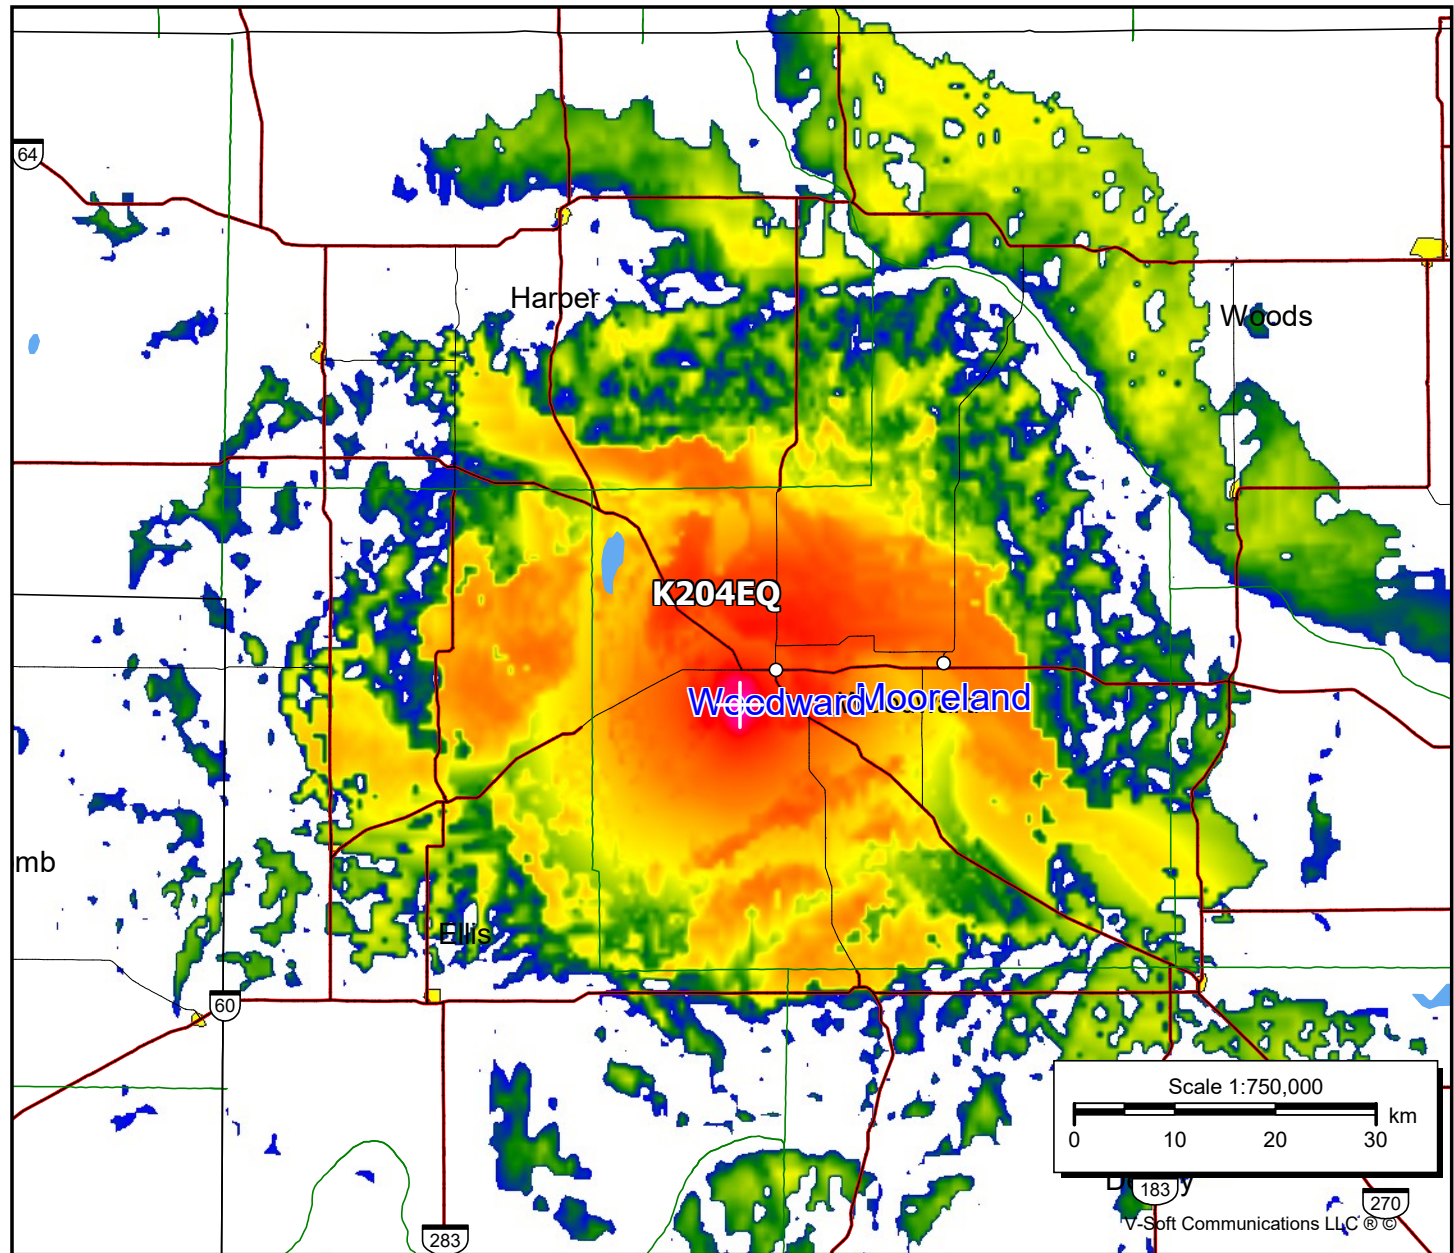 64
Harper
Woods
K204EQ
Woodward
Mooreland
mb
Ellis
60
Scale 1:750,000
km
0 10 20 30
183
270
V-Soft Communications LLC ® ©
283